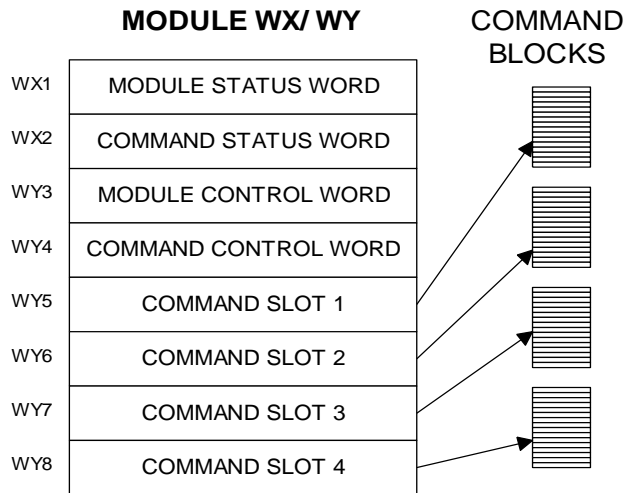 MODULE WX/ WY
COMMAND
BLOCKS
WX1 MODULE STATUS WORD
WX2 COMMAND STATUS WORD
WY3 MODULE CONTROL WORD
WY4 COMMAND CONTROL WORD
WY5 COMMAND SLOT 1
WY6 COMMAND SLOT 2
WY7 COMMAND SLOT 3
WY8 COMMAND SLOT 4